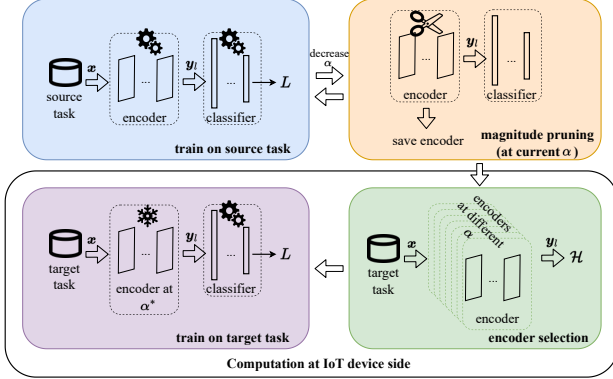 x
y_l
L
source
task
encoder
classifier
train on source task
decrease
α
y_l
encoder
classifier
save encoder
magnitude pruning
(at current α)
x
y_l
L
target
task
encoder at
α*
classifier
train on target task
encoders
at different
α
x
y_l
ℋ
target
task
encoder
encoder selection
Computation at IoT device side